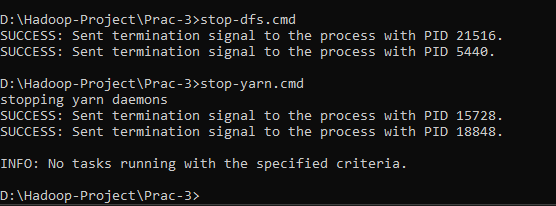 D:\Hadoop-Project\Prac-3>stop-dfs.cmd
SUCCESS: Sent termination signal to the process with PID 21516.
SUCCESS: Sent termination signal to the process with PID 5440.
D:\Hadoop-Project\Prac-3>stop-yarn.cmd
stopping yarn daemons
SUCCESS: Sent termination signal to the process with PID 15728.
SUCCESS: Sent termination signal to the process with PID 18848.
INFO: No tasks running with the specified criteria.
D:\Hadoop-Project\Prac-3>